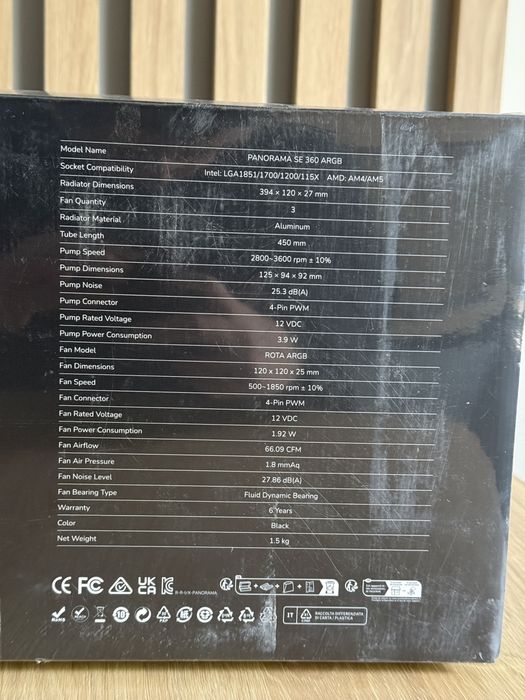 Model Name PANORAMA SE 360 ARGB
Socket Compatibility Intel: LGA1851/1700/1200/115X AMD: AM4/AM5
Radiator Dimensions 394 × 120 × 27 mm
Fan Quantity 3
Radiator Material Aluminum
Tube Length 450 mm
Pump Speed 2800~3600 rpm ± 10%
Pump Dimensions 125 × 94 × 92 mm
Pump Noise 25.3 dB(A)
Pump Connector 4-Pin PWM
Pump Rated Voltage 12 VDC
Pump Power Consumption 3.9 W
Fan Model ROTA ARGB
Fan Dimensions 120 x 120 x 25 mm
Fan Speed 500~1850 rpm ± 10%
Fan Connector 4-Pin PWM
Fan Rated Voltage 12 VDC
Fan Power Consumption 1.92 W
Fan Airflow 66.09 CFM
Fan Air Pressure 1.8 mmAq
Fan Noise Level 27.86 dB(A)
Fan Bearing Type Fluid Dynamic Bearing
Warranty 6 Years
Color Black
Net Weight 1.5 kg
CE FC UK CA
10 IT RACCOLTA DIFFERENZIATA
DI CARTA / PLASTICA